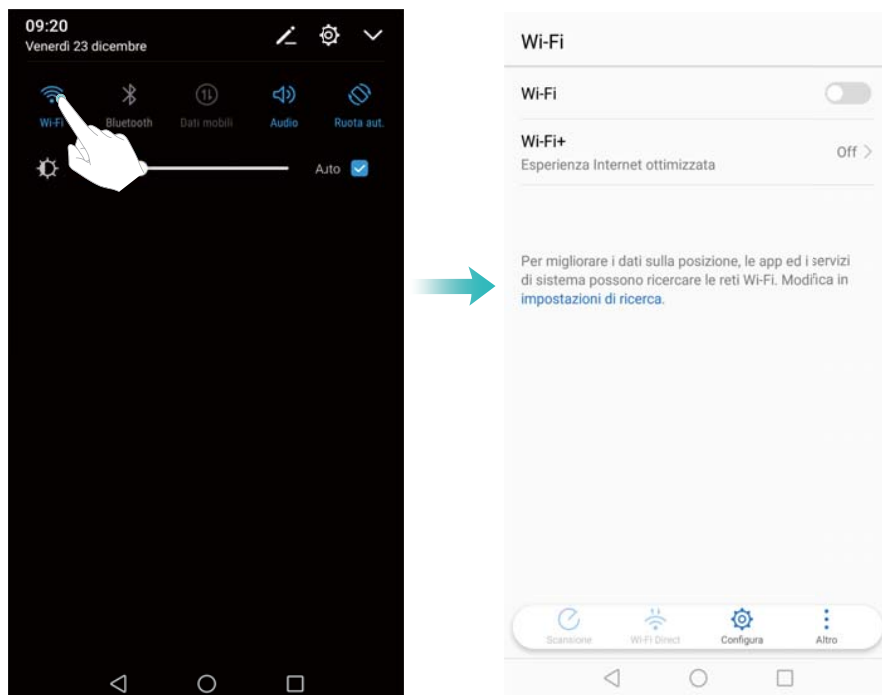 09:20
Venerdì 23 dicembre
Wi-Fi Bluetooth Dati mobili Audio Ruota aut.
Auto
Wi-Fi
Wi-Fi
Wi-Fi+
Esperienza Internet ottimizzata
Off
Per migliorare i dati sulla posizione, le app ed i servizi
di sistema possono ricercare le reti Wi-Fi. Modifica in
impostazioni di ricerca.
Scansione Wi-Fi Direct Configura Altro